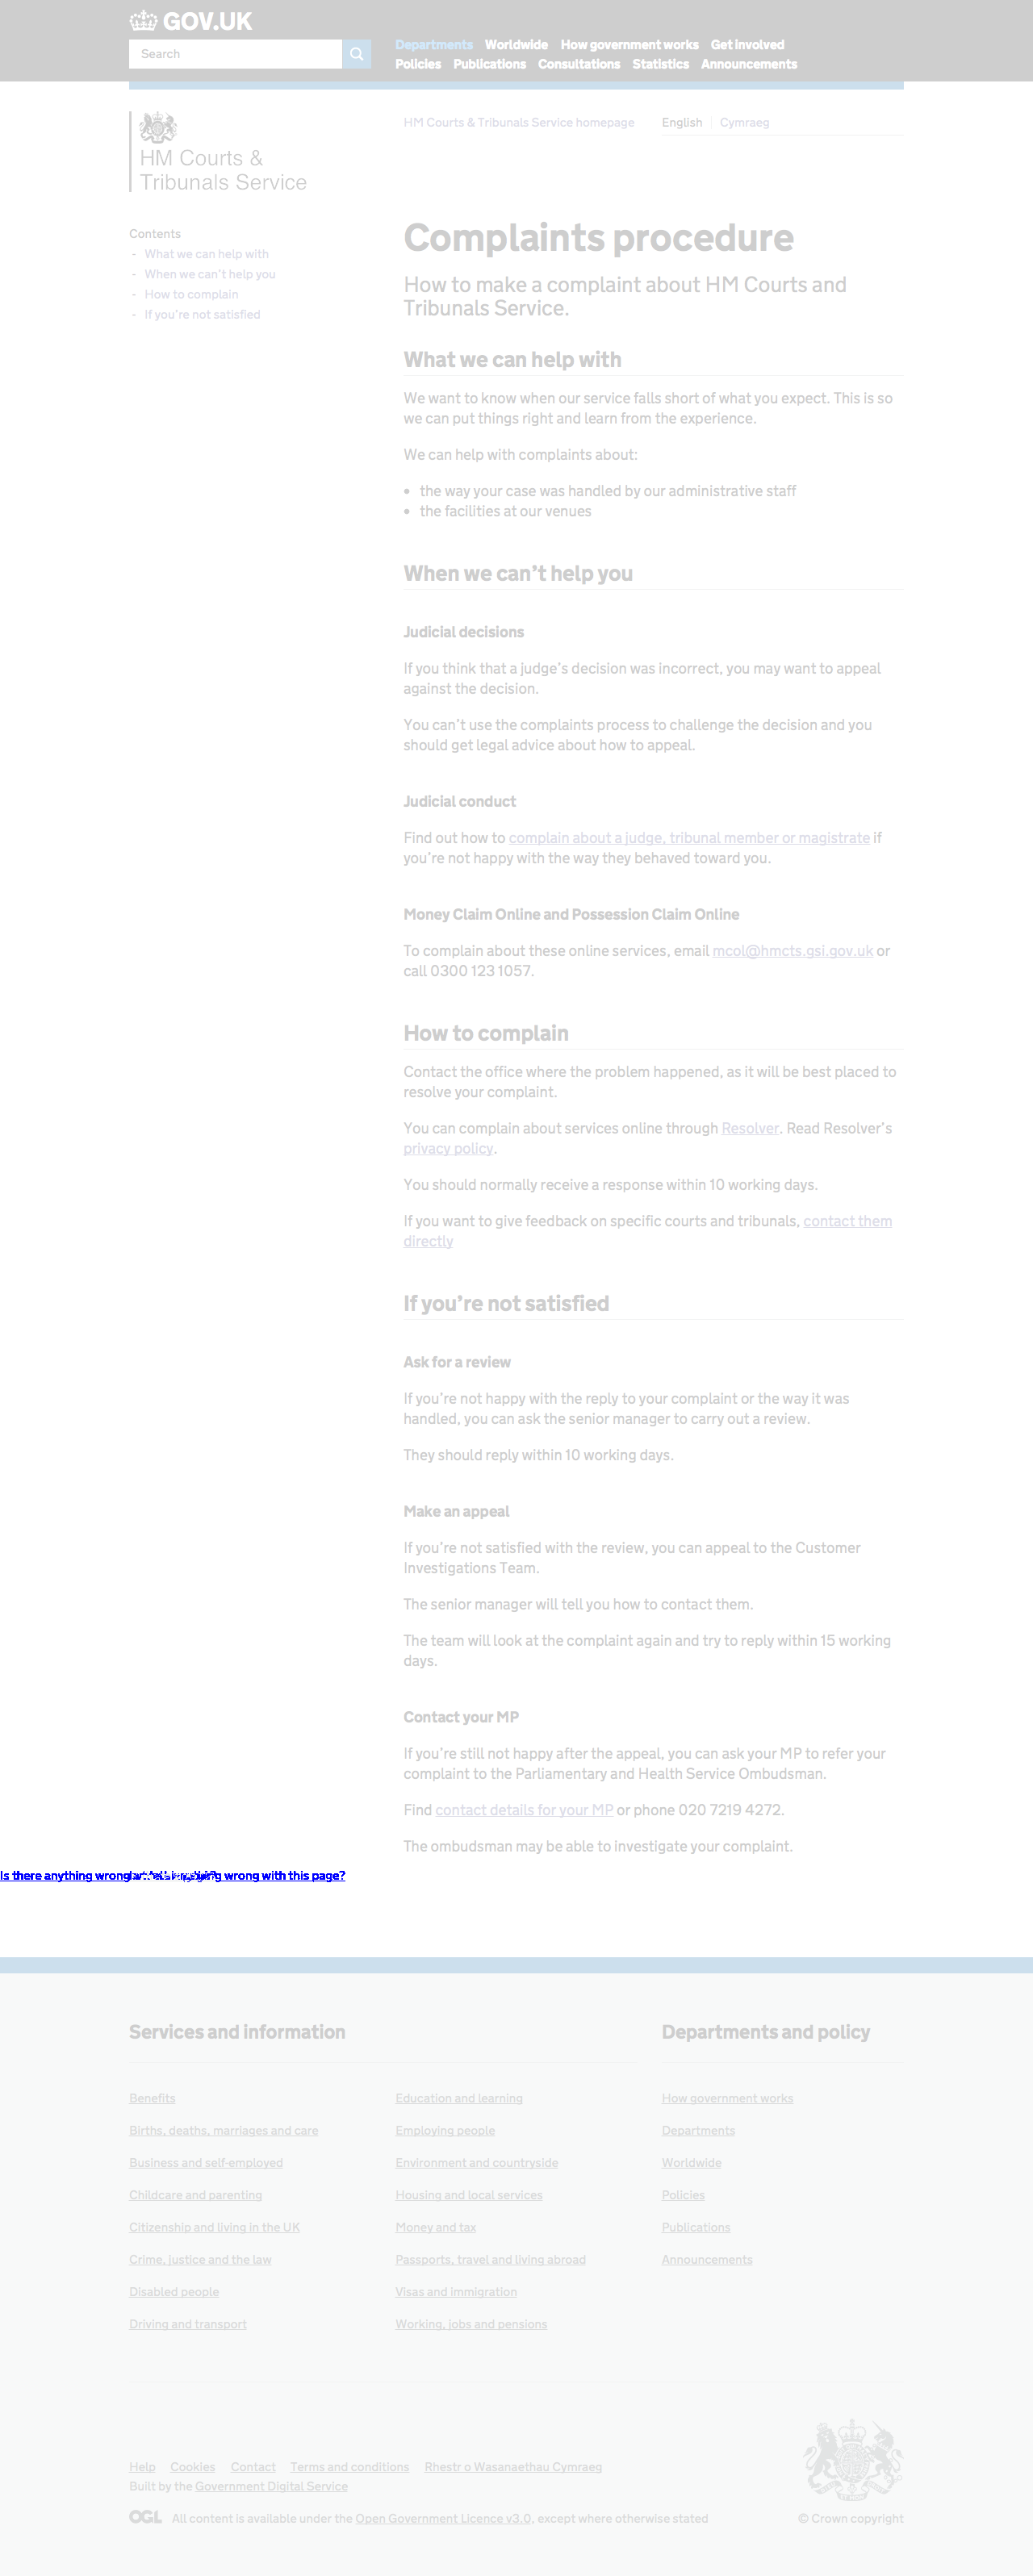 GOV.UK
Search
Departments Worldwide How government works Get involved
Policies Publications Consultations Statistics Announcements
HM Courts & Tribunals Service homepage
English Cymraeg
HM Courts &
Tribunals Service
Contents
- What we can help with
- When we can't help you
- How to complain
- If you're not satisfied
Complaints procedure
How to make a complaint about HM Courts and
Tribunals Service.
What we can help with
We want to know when our service falls short of what you expect. This is so
we can put things right and learn from the experience.
We can help with complaints about:
• the way your case was handled by our administrative staff
• the facilities at our venues
When we can't help you
Judicial decisions
If you think that a judge's decision was incorrect, you may want to appeal
against the decision.
You can't use the complaints process to challenge the decision and you
should get legal advice about how to appeal.
Judicial conduct
Find out how to complain about a judge, tribunal member or magistrate if
you're not happy with the way they behaved toward you.
Money Claim Online and Possession Claim Online
To complain about these online services, email mcol@hmcts.gsi.gov.uk or
call 0300 123 1057.
How to complain
Contact the office where the problem happened, as it will be best placed to
resolve your complaint.
You can complain about services online through Resolver. Read Resolver's
privacy policy.
You should normally receive a response within 10 working days.
If you want to give feedback on specific courts and tribunals, contact them
directly
If you're not satisfied
Ask for a review
If you're not happy with the reply to your complaint or the way it was
handled, you can ask the senior manager to carry out a review.
They should reply within 10 working days.
Make an appeal
If you're not satisfied with the review, you can appeal to the Customer
Investigations Team.
The senior manager will tell you how to contact them.
The team will look at the complaint again and try to reply within 15 working
days.
Contact your MP
If you're still not happy after the appeal, you can ask your MP to refer your
complaint to the Parliamentary and Health Service Ombudsman.
Find contact details for your MP or phone 020 7219 4272.
The ombudsman may be able to investigate your complaint.
Is there anything wrong wrong with this page?
Services and information
Departments and policy
Benefits
Births, deaths, marriages and care
Business and self-employed
Childcare and parenting
Citizenship and living in the UK
Crime, justice and the law
Disabled people
Driving and transport
Education and learning
Employing people
Environment and countryside
Housing and local services
Money and tax
Passports, travel and living abroad
Visas and immigration
Working, jobs and pensions
How government works
Departments
Worldwide
Policies
Publications
Announcements
Help Cookies Contact Terms and conditions Rhestr o Wasanaethau Cymraeg
Built by the Government Digital Service
OGL All content is available under the Open Government Licence v3.0, except where otherwise stated
© Crown copyright